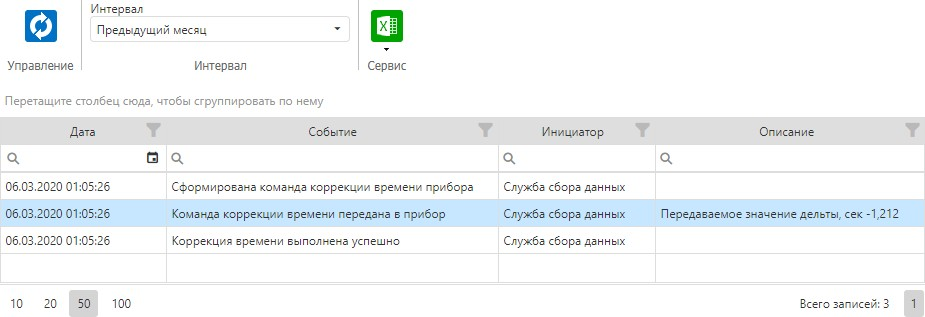 Интервал
Предыдущий месяц
Управление Интервал Сервис
Перетащите столбец сюда, чтобы сгруппировать по нему
Дата Событие Инициатор Описание
06.03.2020 01:05:26 Сформирована команда коррекции времени прибора Служба сбора данных
06.03.2020 01:05:26 Команда коррекции времени передана в прибор Служба сбора данных Передаваемое значение дельты, сек -1,212
06.03.2020 01:05:26 Коррекция времени выполнена успешно Служба сбора данных
10 20 50 100 Всего записей: 3 1